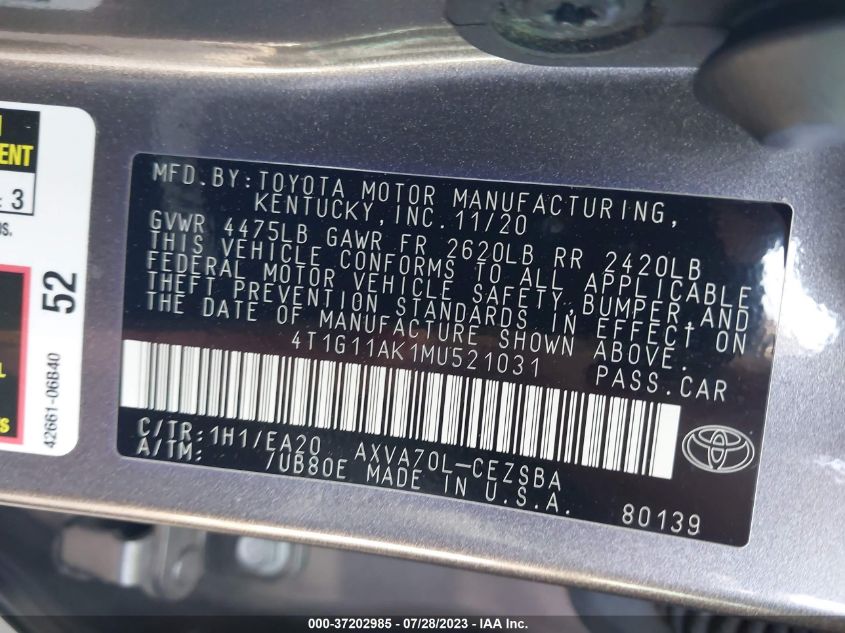 MFD.BY:TOYOTA MOTOR MANUFACTURING,
KENTUCKY,INC. 11/20
GVWR 4475LB GAWR FR 2620LB RR 2420LB
THIS VEHICLE CONFORMS TO ALL APPLICABLE
FEDERAL MOTOR VEHICLE SAFETY,BUMPER,AND
THEFT PREVENTION STANDARDS IN EFFECT ON
THE DATE OF MANUFACTURE SHOWN ABOVE.
4T1G11AK1MU521031 PASS.CAR
C/TR:1H1/EA20 AXVA70L-CEZSBA
A/TM: /UB80E MADE IN U.S.A.
80139
ENT
3
52
42661-06B40
000-37202985 - 07/28/2023 - IAA Inc.